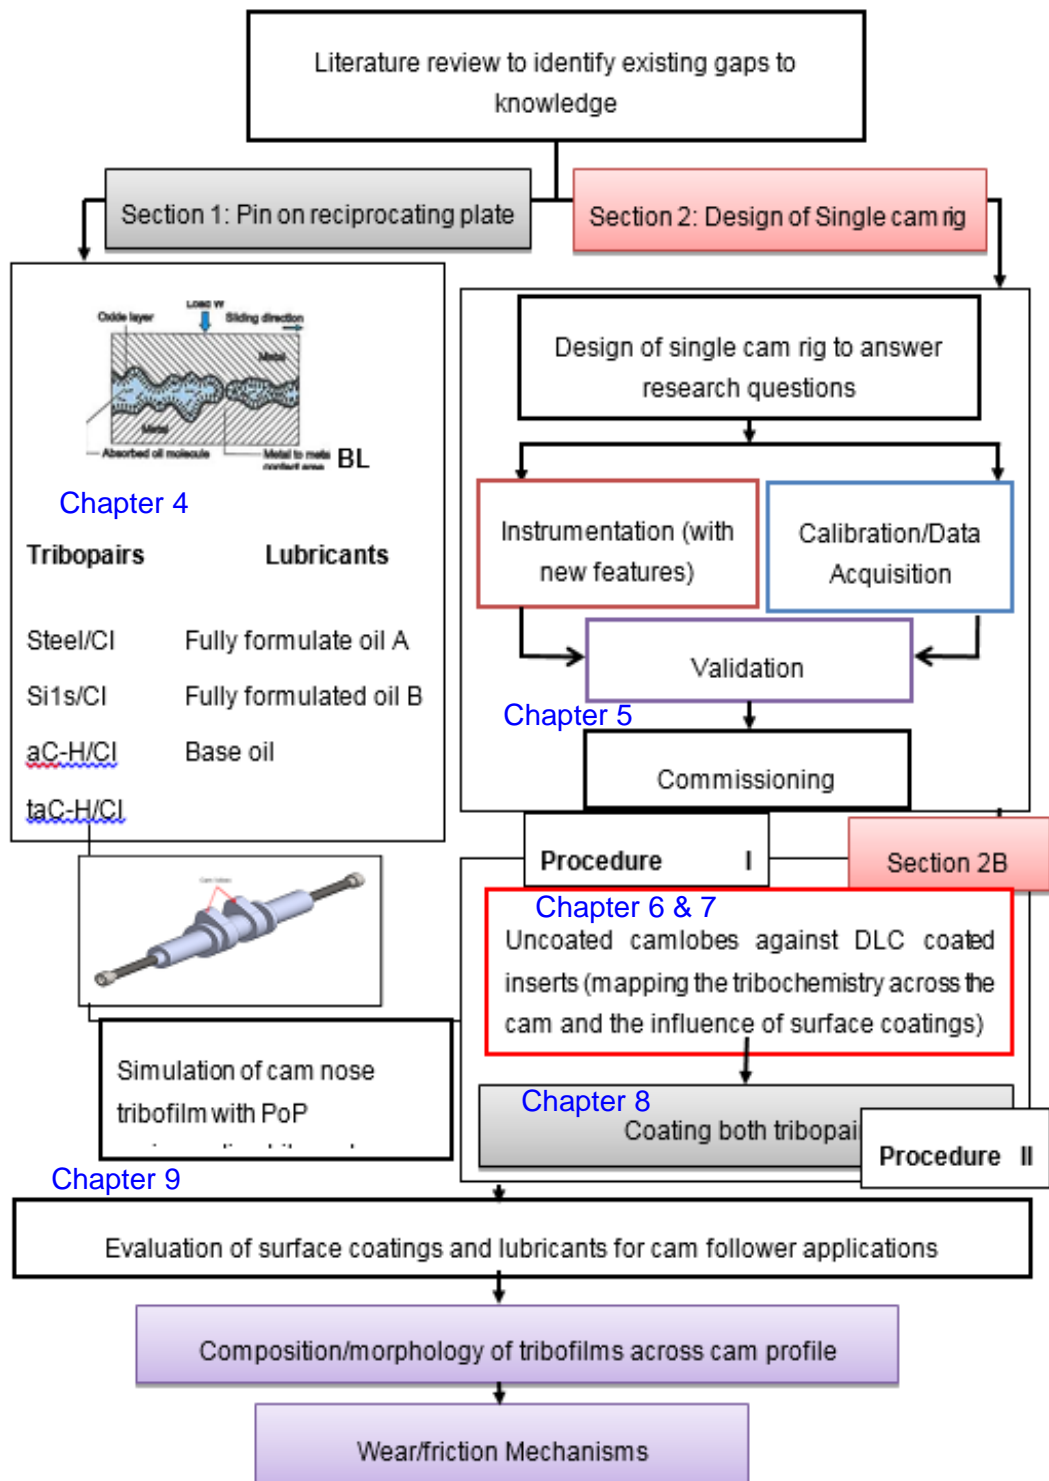 Literature review to identify existing gaps to
knowledge
Section 1: Pin on reciprocating plate
Section 2: Design of Single cam rig
Load W
Oxide layer
Sliding direction
Metal
Metal
Absorbed oil molecule
Metal to meta
contact area
BL
Chapter 4
Tribopairs Lubricants
Steel/CI Fully formulate oil A
Si1s/CI Fully formulated oil B
aC-H/CI Base oil
taC-H/CI
Design of single cam rig to answer
research questions
Instrumentation (with
new features)
Calibration/Data
Acquisition
Validation
Chapter 5
Commissioning
Procedure I
Section 2B
Chapter 6 & 7
Uncoated camlobes against DLC coated
inserts (mapping the tribochemistry across the
cam and the influence of surface coatings)
Chapter 8
Coating both tribopai
Procedure II
Simulation of cam nose
tribofilm with PoP
Chapter 9
Evaluation of surface coatings and lubricants for cam follower applications
Composition/morphology of tribofilms across cam profile
Wear/friction Mechanisms